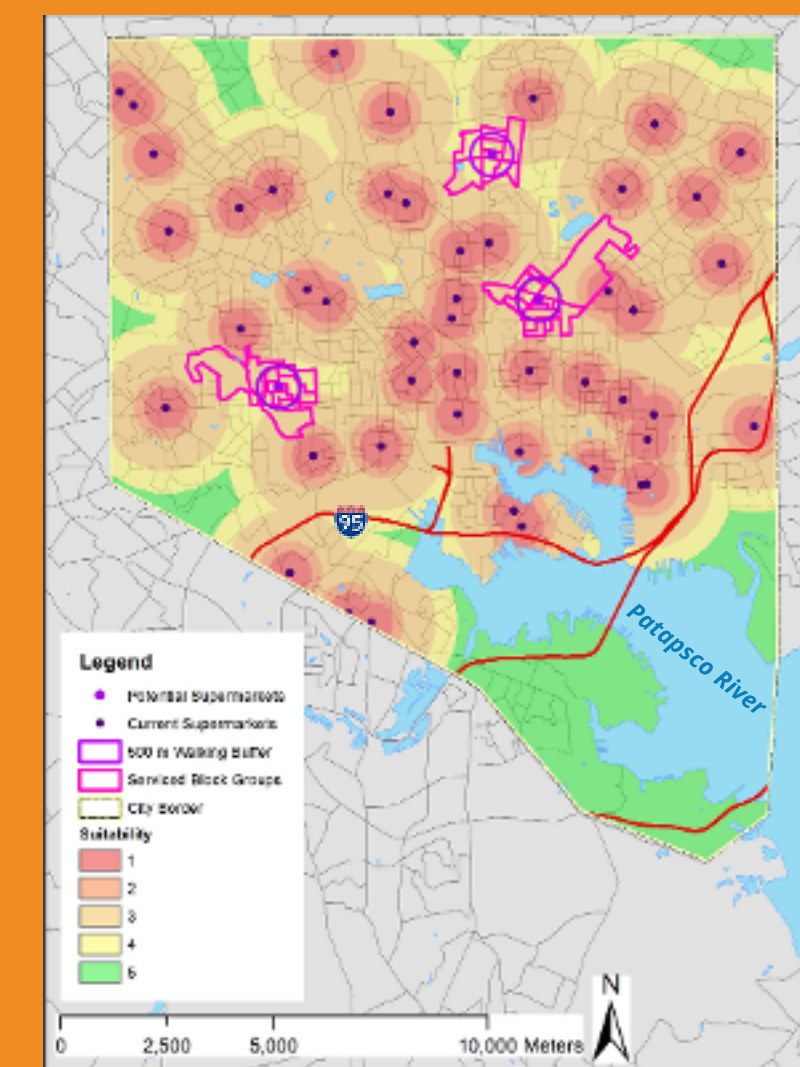 95
Patapsco River
Legend
Potential Supermarkets
Current Supermarkets
500 m Walking Buffer
Serviced Block Groups
City Border
Suitability
1
2
3
4
5
N
0 2,500 5,000 10,000 Meters